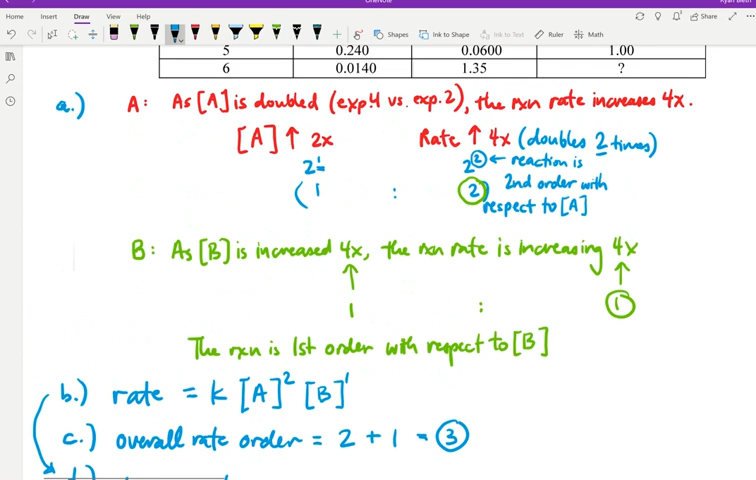 OneNote
Ryan Bleth
Home Insert Draw View Share
Shapes Ink to Shape Ink to Text Ruler Math
5 0.240 0.0600 1.00
6 0.0140 1.35 ?
a.) A: As [A] is doubled (exp 4 vs. exp. 2), the rxn rate increases 4x.
[A] ↑ 2x Rate ↑ 4x (doubles 2 times)
2¹ 2² ← reaction is
( 1 : 2) 2nd order with
respect to [A]
B: As [B] is increased 4x, the rxn rate is increasing 4x
↑ ↑
1 : 1
The rxn is 1st order with respect to [B]
b.) rate = k [A]² [B]¹
c.) overall rate order = 2 + 1 = 3